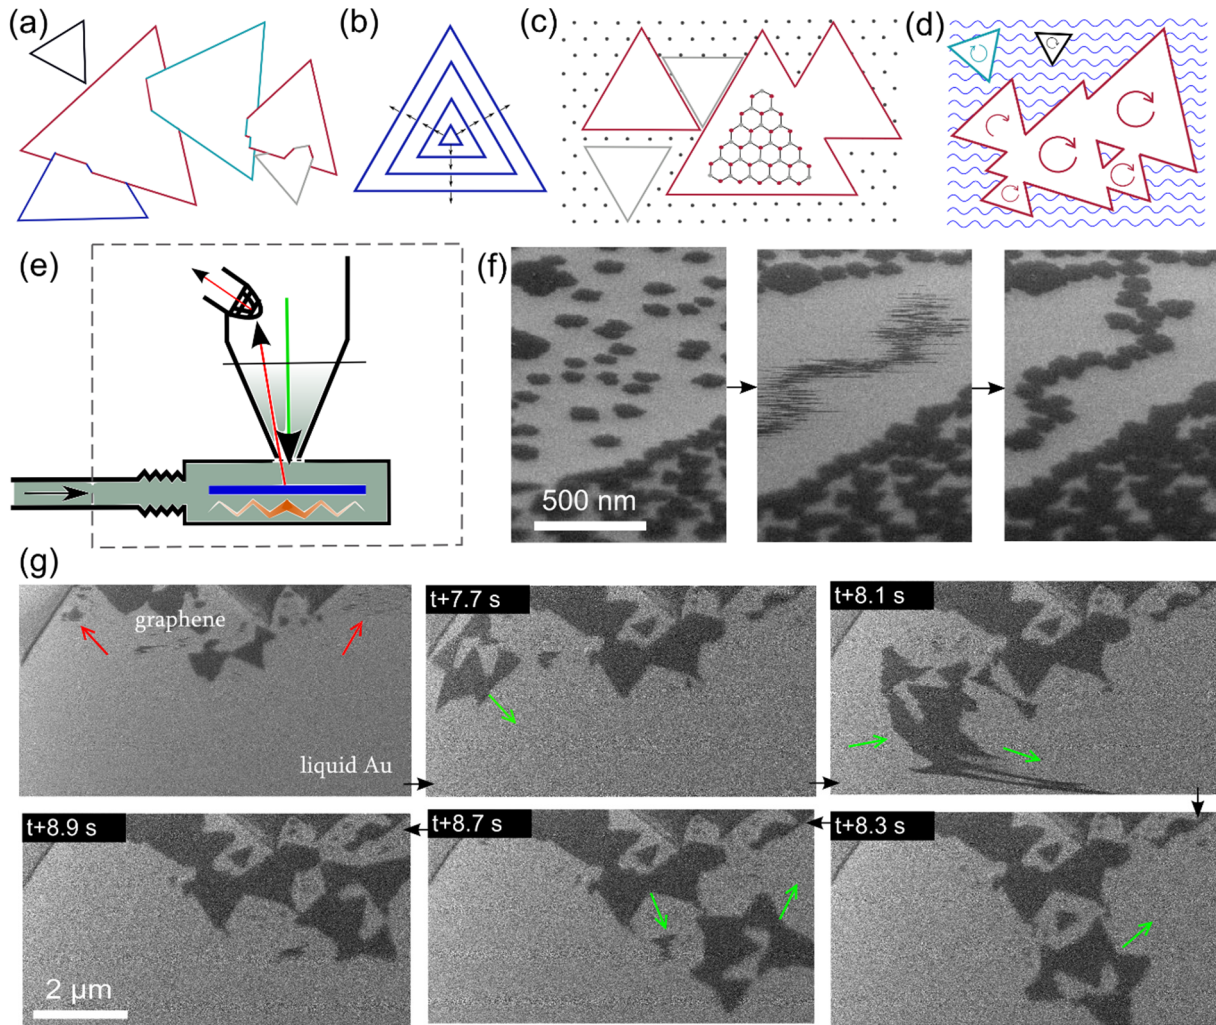 (a)
(b)
(c)
(d)
(e)
(f)
500 nm
(g)
graphene
liquid Au
t+7.7 s
t+8.1 s
t+8.9 s
2 μm
t+8.7 s
t+8.3 s